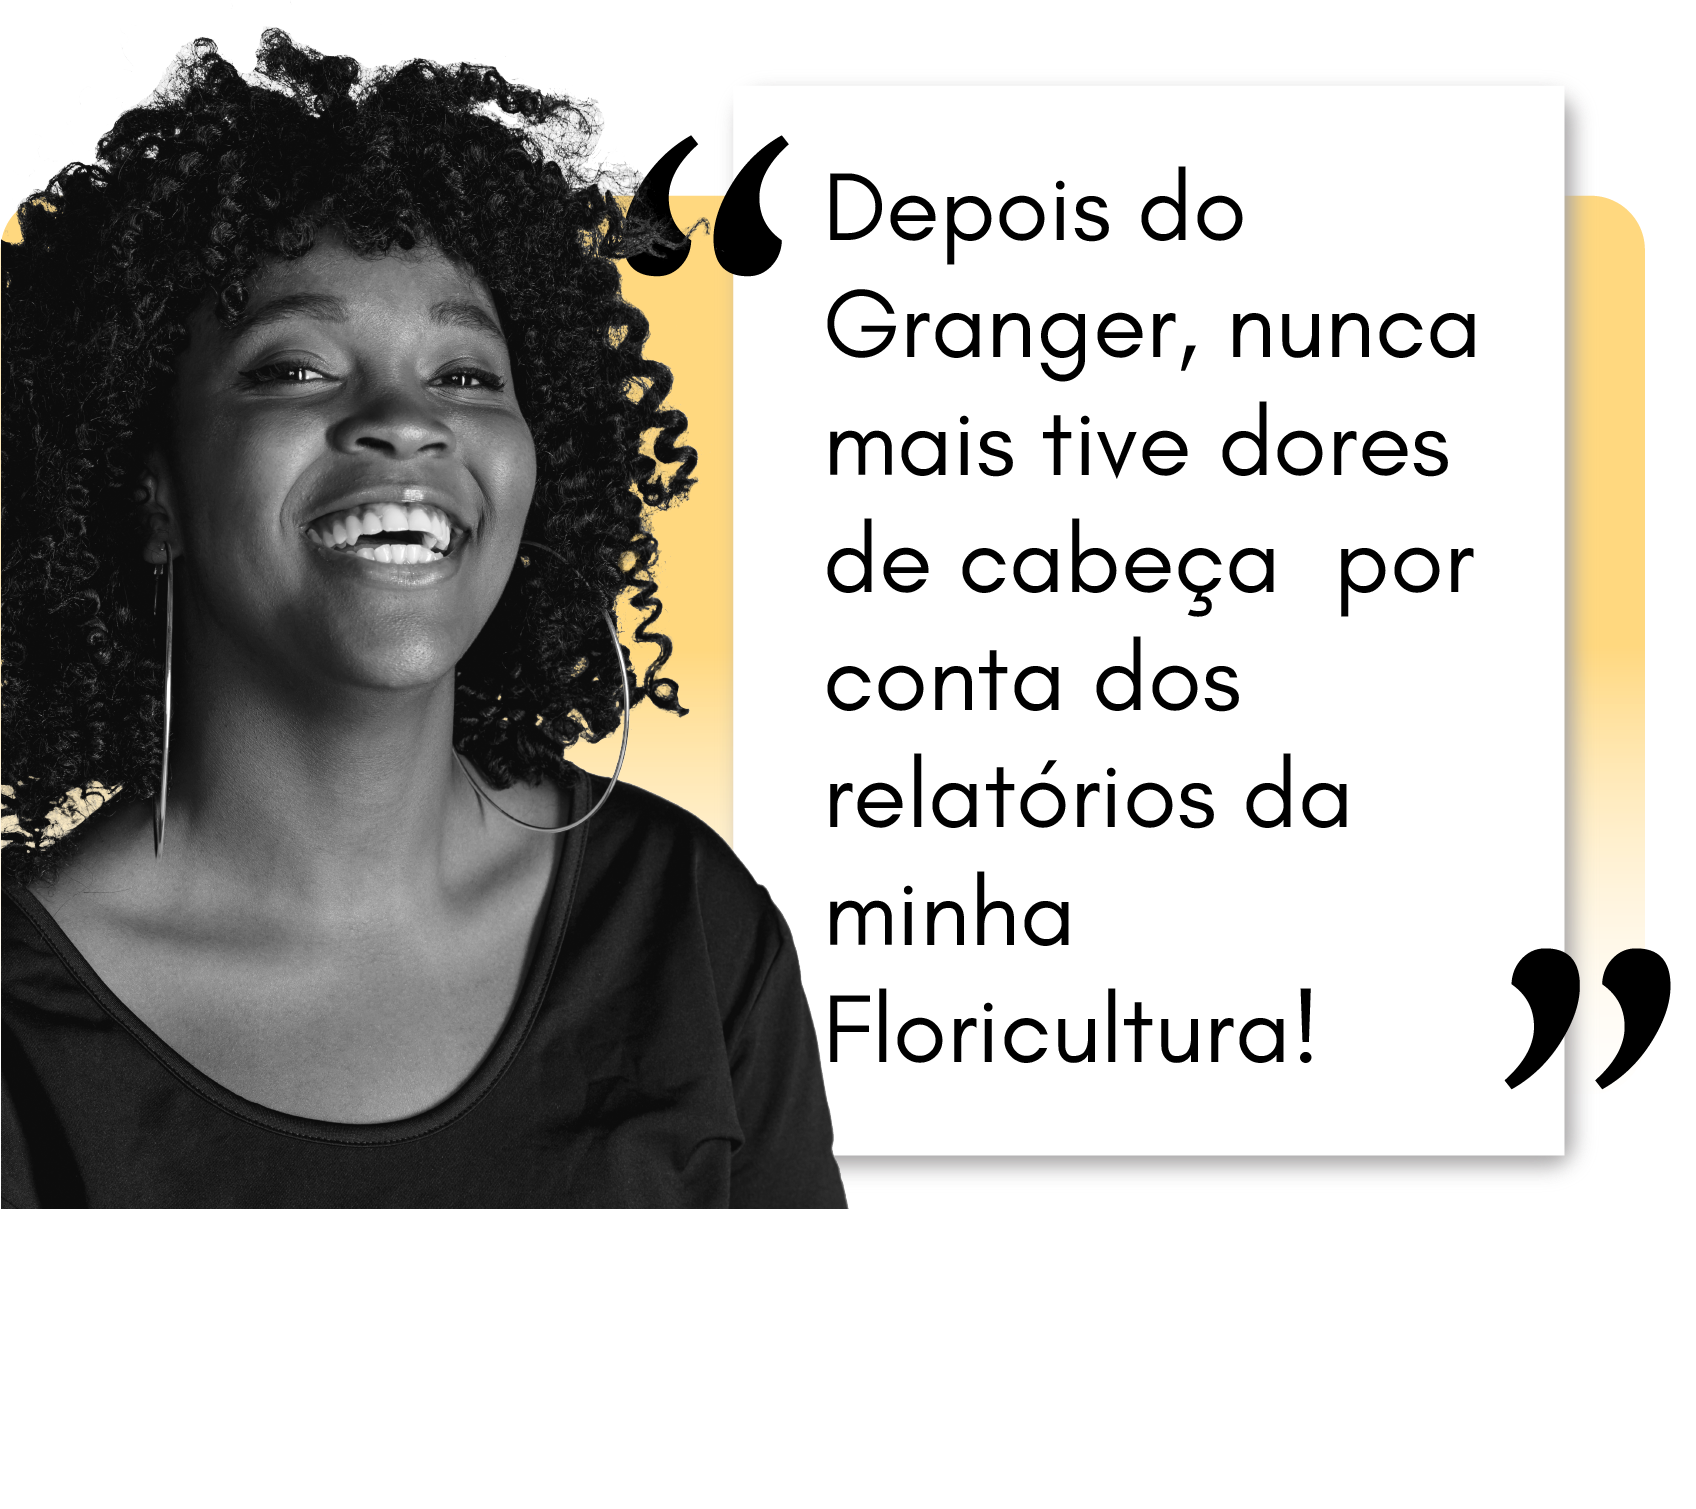 “Depois do
Granger, nunca
mais tive dores
de cabeça  por
conta dos
relatórios da
minha
Floricultura!”